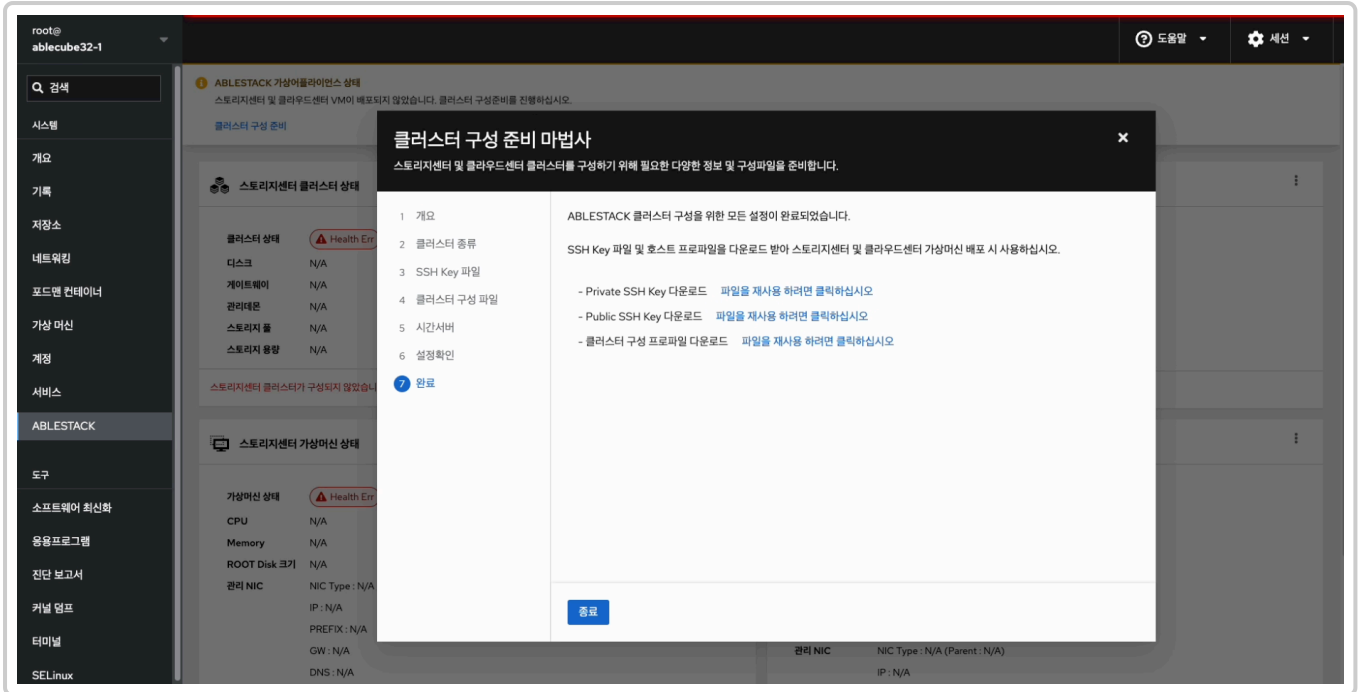 root@
ablecube32-1
도움말
세션
검색
시스템
개요
기록
저장소
네트워킹
포드맨 컨테이너
가상 머신
계정
서비스
ABLESTACK
도구
소프트웨어 최신화
응용프로그램
진단 보고서
커널 덤프
터미널
SELinux
ABLESTACK 가상어플라이언스 상태
스토리지센터 및 클라우드센터 VM이 배포되지 않았습니다. 클러스터 구성준비를 진행하십시오.
클러스터 구성 준비
스토리지센터 클러스터 상태
클러스터 상태 Health Err
디스크 N/A
게이트웨이 N/A
관리데몬 N/A
스토리지 풀 N/A
스토리지 용량 N/A
스토리지센터 클러스터가 구성되지 않았습니
스토리지센터 가상머신 상태
가상머신 상태 Health Err
CPU N/A
Memory N/A
ROOT Disk 크기 N/A
관리 NIC NIC Type : N/A
IP : N/A
PREFIX : N/A
GW : N/A
DNS : N/A
클러스터 구성 준비 마법사
스토리지센터 및 클라우드센터 클러스터를 구성하기 위해 필요한 다양한 정보 및 구성파일을 준비합니다.
1 개요
2 클러스터 종류
3 SSH Key 파일
4 클러스터 구성 파일
5 시간서버
6 설정확인
7 완료
ABLESTACK 클러스터 구성을 위한 모든 설정이 완료되었습니다.
SSH Key 파일 및 호스트 프로파일을 다운로드 받아 스토리지센터 및 클라우드센터 가상머신 배포 시 사용하십시오.
- Private SSH Key 다운로드 파일을 재사용 하려면 클릭하십시오
- Public SSH Key 다운로드 파일을 재사용 하려면 클릭하십시오
- 클러스터 구성 프로파일 다운로드 파일을 재사용 하려면 클릭하십시오
종료
관리 NIC NIC Type : N/A (Parent : N/A)
IP : N/A